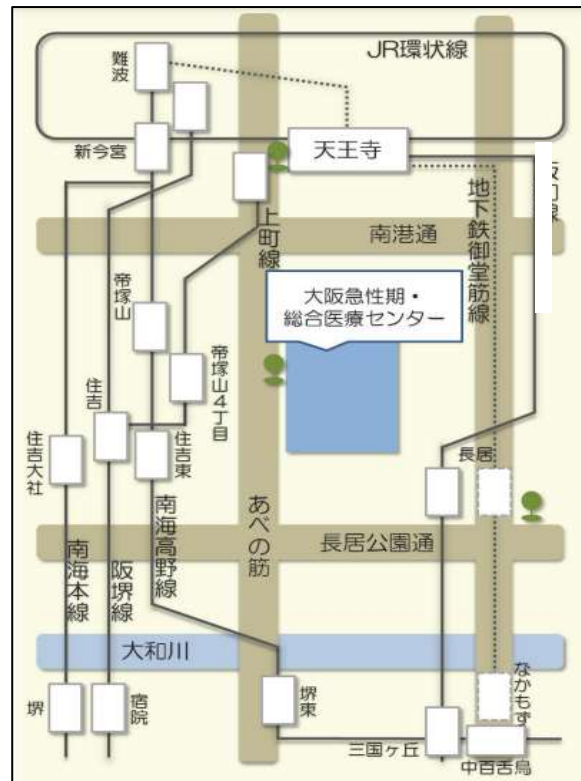 JR環状線
難波
新今宮
天王寺
上町線
地下鉄御堂筋線
南港通
大阪急性期・
総合医療センター
帝塚山
帝塚山4丁目
住吉
住吉大社
住吉東
長居
南海本線
阪堺線
南海高野線
あべの筋
長居公園通
大和川
堺
宿院
堺東
三国ヶ丘
なかもず
中百舌鳥